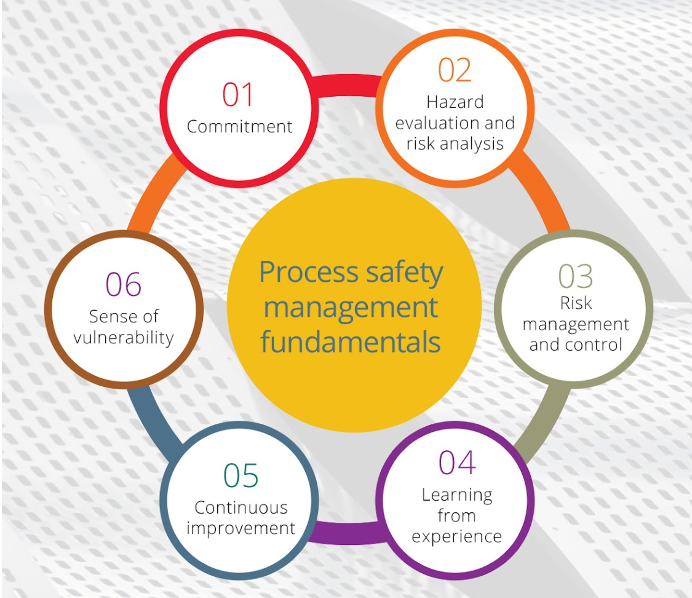 01
Commitment
02
Hazard
evaluation and
risk analysis
Process safety
management
fundamentals
03
Risk
management
and control
04
Learning
from
experience
05
Continuous
improvement
06
Sense of
vulnerability